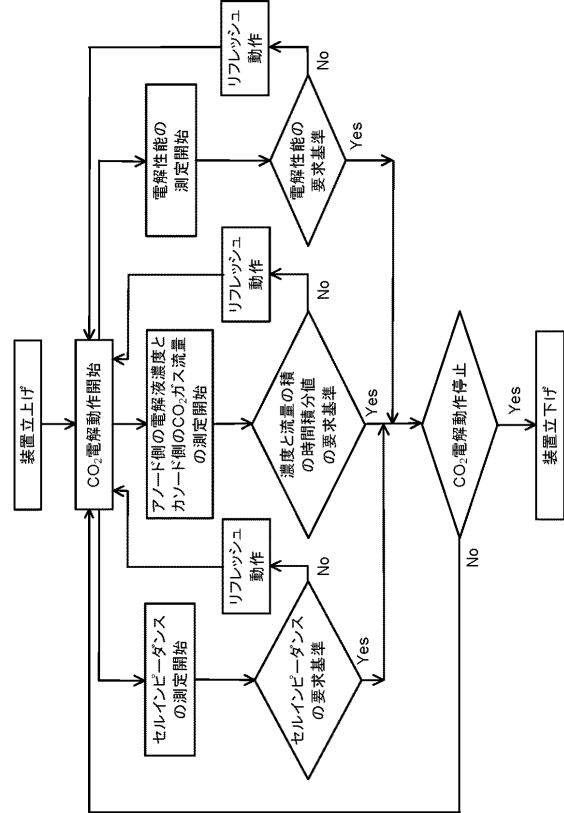 装置立上げ
CO₂電解動作開始
セルインピーダンス
の測定開始
アノード側の電解液濃度と
カソード側のCO₂ガス流量
の測定開始
電解性能の
測定開始
リフレッシュ
動作
リフレッシュ
動作
リフレッシュ
動作
No
No
No
セルインピーダンス
の要求基準
濃度と流量の積
の時間積分値
の要求基準
電解性能の
要求基準
Yes
Yes
Yes
CO₂電解動作停止
No
Yes
装置立下げ